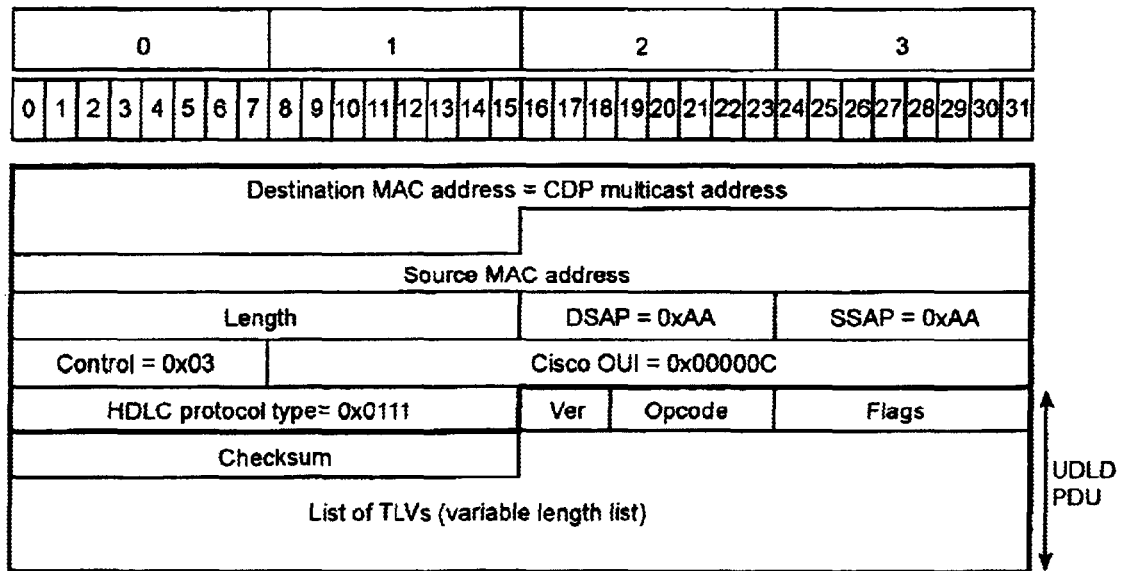 0 1 2 3
0 1 2 3 4 5 6 7 8 9 10 11 12 13 14 15 16 17 18 19 20 21 22 23 24 25 26 27 28 29 30 31
Destination MAC address = CDP multicast address
Source MAC address
Length DSAP = 0xAA SSAP = 0xAA
Control = 0x03 Cisco OUI = 0x00000C
HDLC protocol type= 0x0111 Ver Opcode Flags
Checksum
List of TLVs (variable length list)
UDLD
PDU